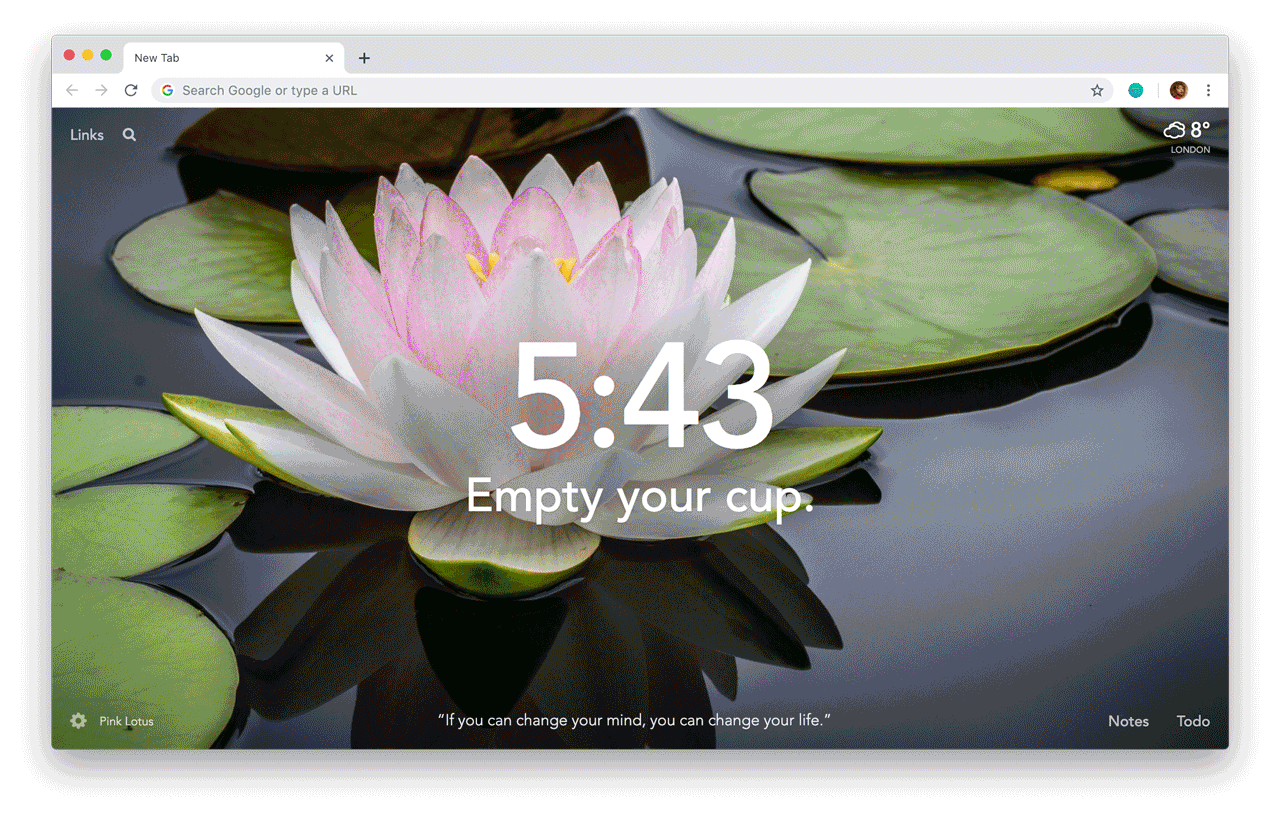 New Tab
Search Google or type a URL
Links
8°
LONDON
5:43
Empty your cup.
Pink Lotus
“If you can change your mind, you can change your life.”
Notes
Todo